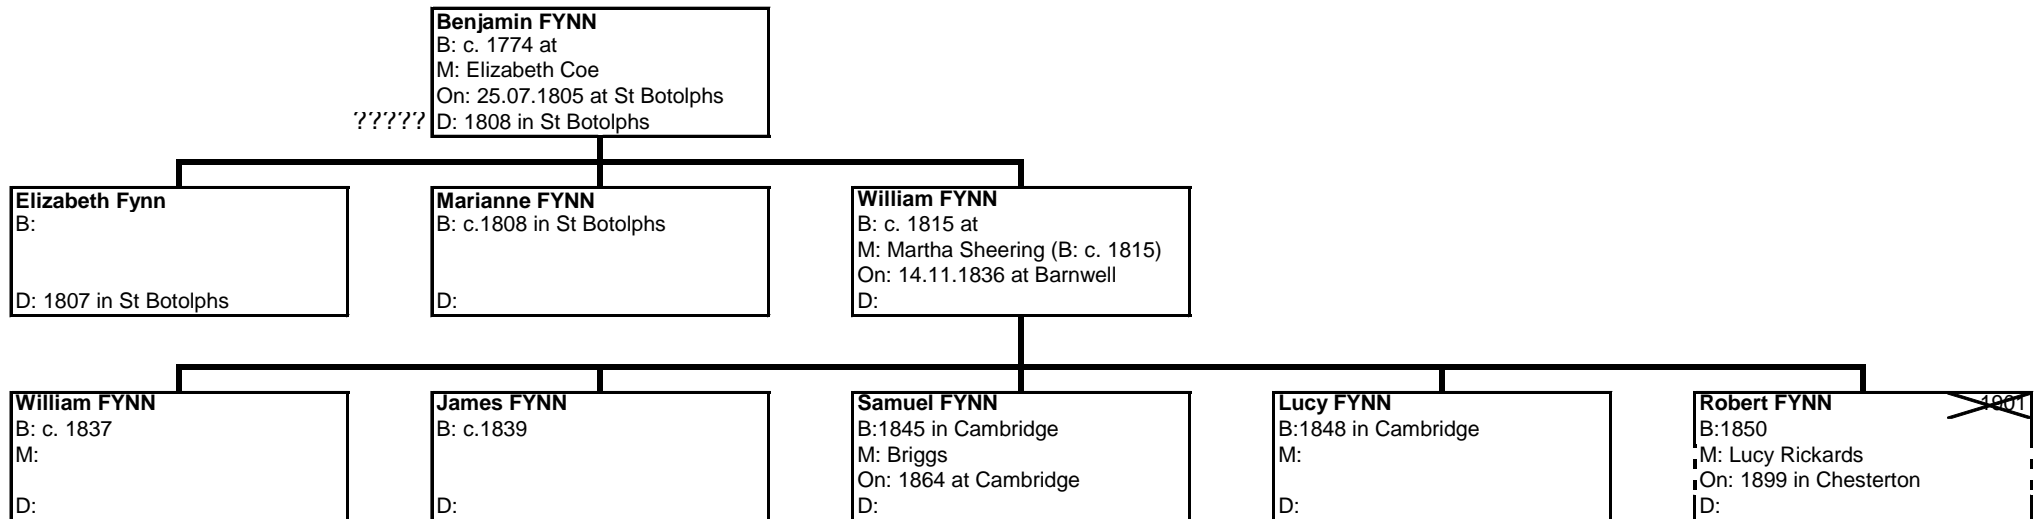 Benjamin FYNN
B: c. 1774 at
M: Elizabeth Coe
On: 25.07.1805 at St Botolphs
????? D: 1808 in St Botolphs
Elizabeth Fynn
B:
D: 1807 in St Botolphs
Marianne FYNN
B: c.1808 in St Botolphs
D:
William FYNN
B: c. 1815 at
M: Martha Sheering (B: c. 1815)
On: 14.11.1836 at Barnwell
D:
William FYNN
B: c. 1837
M:
D:
James FYNN
B: c.1839
D:
Samuel FYNN
B:1845 in Cambridge
M: Briggs
On: 1864 at Cambridge
D:
Lucy FYNN
B:1848 in Cambridge
M:
D:
Robert FYNN 1901
B:1850
M: Lucy Rickards
On: 1899 in Chesterton
D: